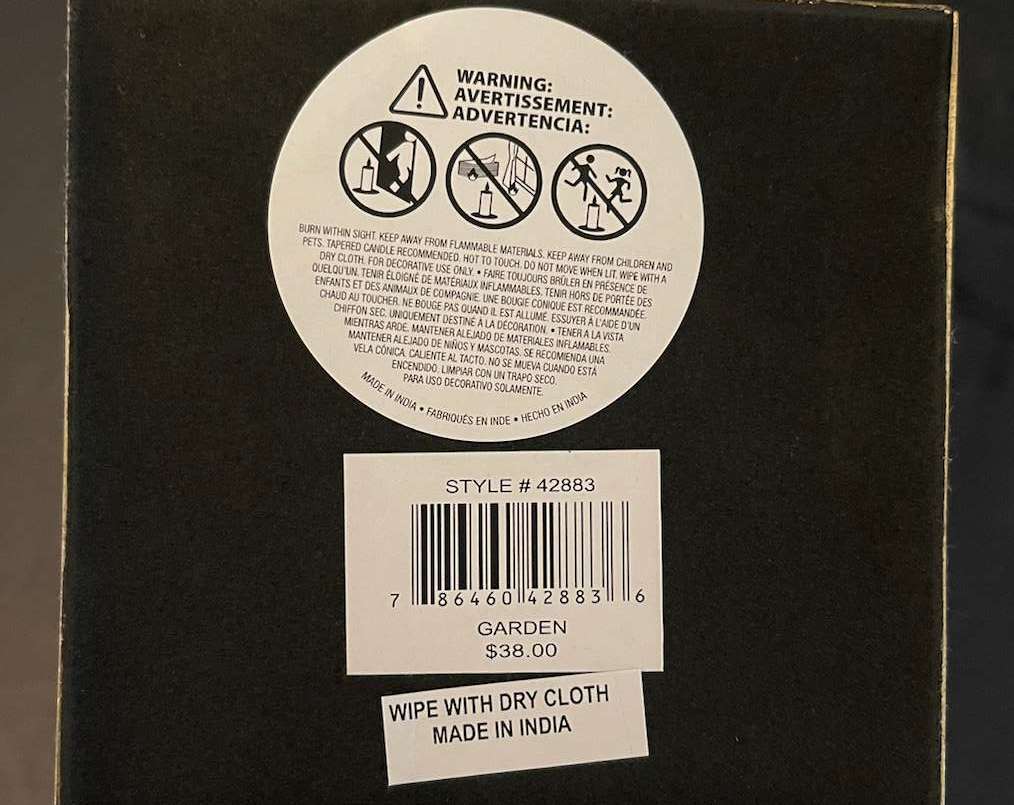 WARNING:
AVERTISSEMENT:
ADVERTENCIA:
BURN WITHIN SIGHT. KEEP AWAY FROM FLAMMABLE MATERIALS. KEEP AWAY FROM CHILDREN AND
PETS. TAPERED CANDLE RECOMMENDED. HOT TO TOUCH. DO NOT MOVE WHEN LIT. WIPE WITH A
DRY CLOTH. FOR DECORATIVE USE ONLY. • FAIRE TOUJOURS BRÛLER EN PRÉSENCE DE
QUELQU'UN. TENIR ÉLOIGNÉ DE MATÉRIAUX INFLAMMABLES. TENIR HORS DE PORTÉE DES
ENFANTS ET DES ANIMAUX DE COMPAGNIE. UNE BOUGIE CONIQUE EST RECOMMANDÉE.
CHAUD AU TOUCHER. NE BOUGE PAS QUAND IL EST ALLUMÉ. ESSUYER À L'AIDE D'UN
CHIFFON SEC. UNIQUEMENT DESTINÉ À LA DÉCORATION. • TENER A LA VISTA
MIENTRAS ARDE. MANTENER ALEJADO DE MATERIALES INFLAMABLES.
MANTENER ALEJADO DE NIÑOS Y MASCOTAS. SE RECOMIENDA UNA
VELA CÓNICA. CALIENTE AL TACTO. NO SE MUEVA CUANDO ESTÁ
ENCENDIDO. LIMPIAR CON UN TRAPO SECO.
PARA USO DECORATIVO SOLAMENTE.
MADE IN INDIA • FABRIQUÉS EN INDE • HECHO EN INDIA
STYLE # 42883
7 86460 42883 6
GARDEN
$38.00
WIPE WITH DRY CLOTH
MADE IN INDIA